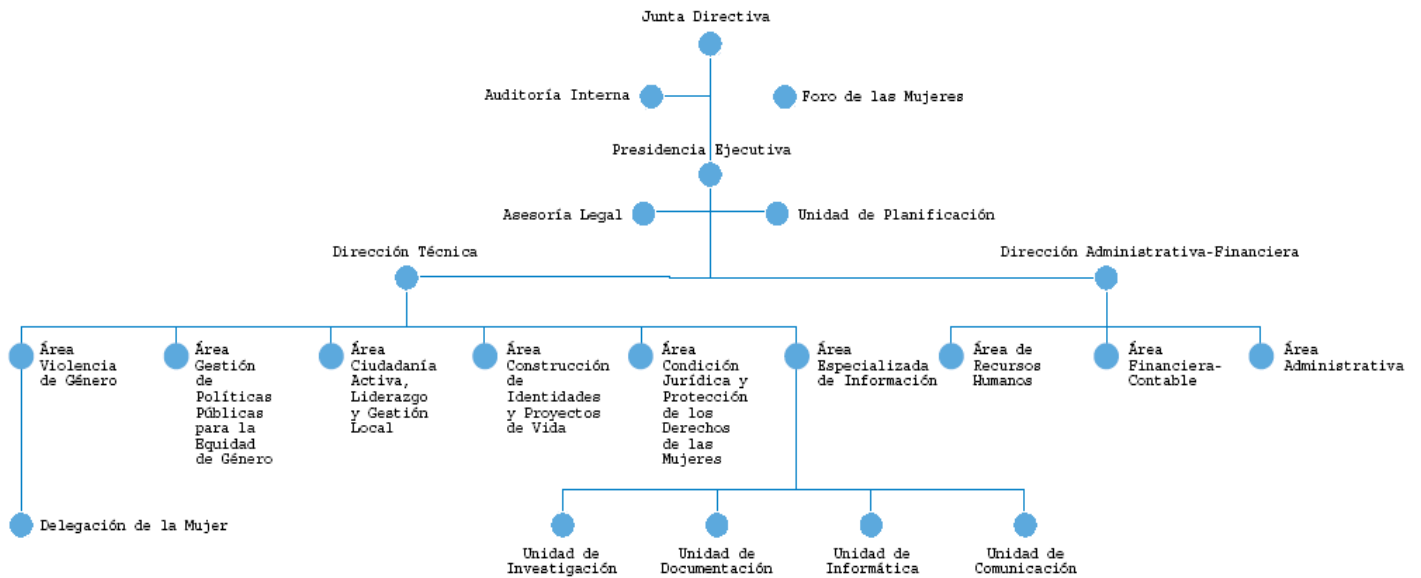 Junta Directiva
Auditoría Interna
Foro de las Mujeres
Presidencia Ejecutiva
Asesoría Legal
Unidad de Planificación
Dirección Técnica
Dirección Administrativa-Financiera
Área
Violencia
de Género
Área
Gestión
de
Políticas
Públicas
para la
Equidad
de Género
Área
Ciudadanía
Activa,
Liderazgo
y Gestión
Local
Área
Construcción
de
Identidades
y Proyectos
de Vida
Área
Condición
Jurídica y
Protección
de los
Derechos
de las
Mujeres
Área
Especializada
de Información
Área de
Recursos
Humanos
Área
Financiera-
Contable
Área
Administrativa
Delegación de la Mujer
Unidad de
Investigación
Unidad de
Documentación
Unidad de
Informática
Unidad de
Comunicación